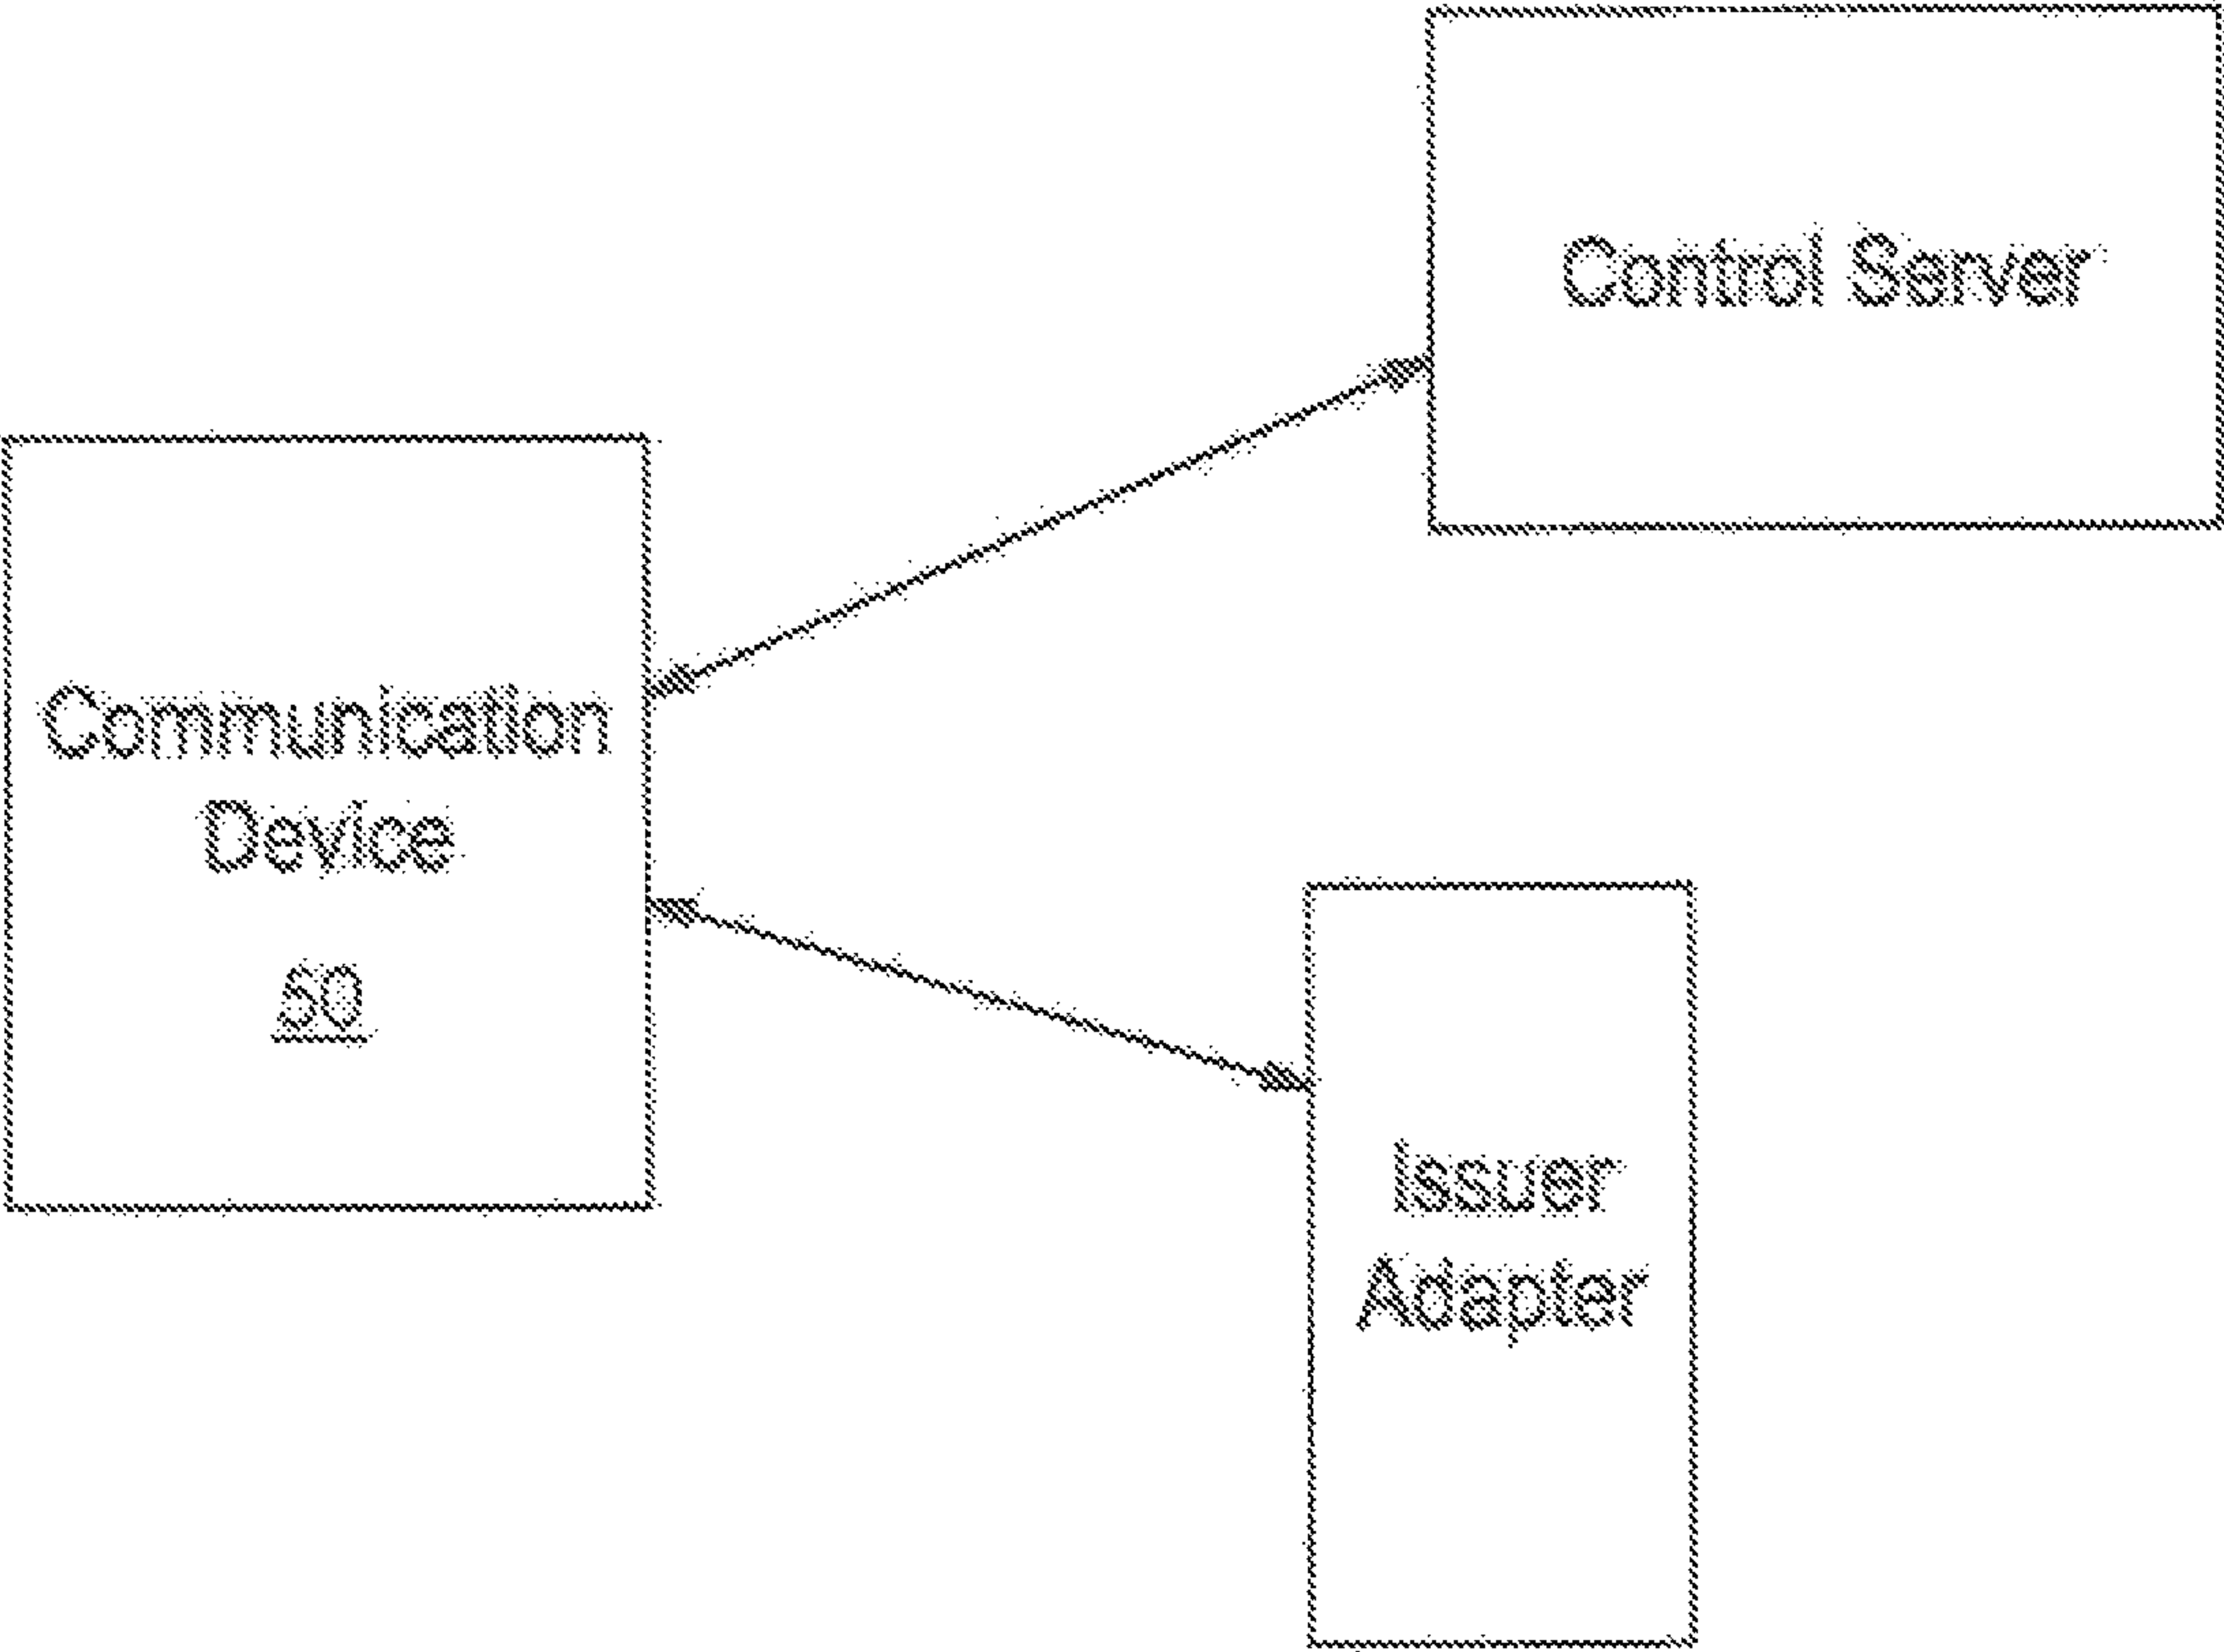 Control Server
Communication
Device
50
Issuer
Adapter